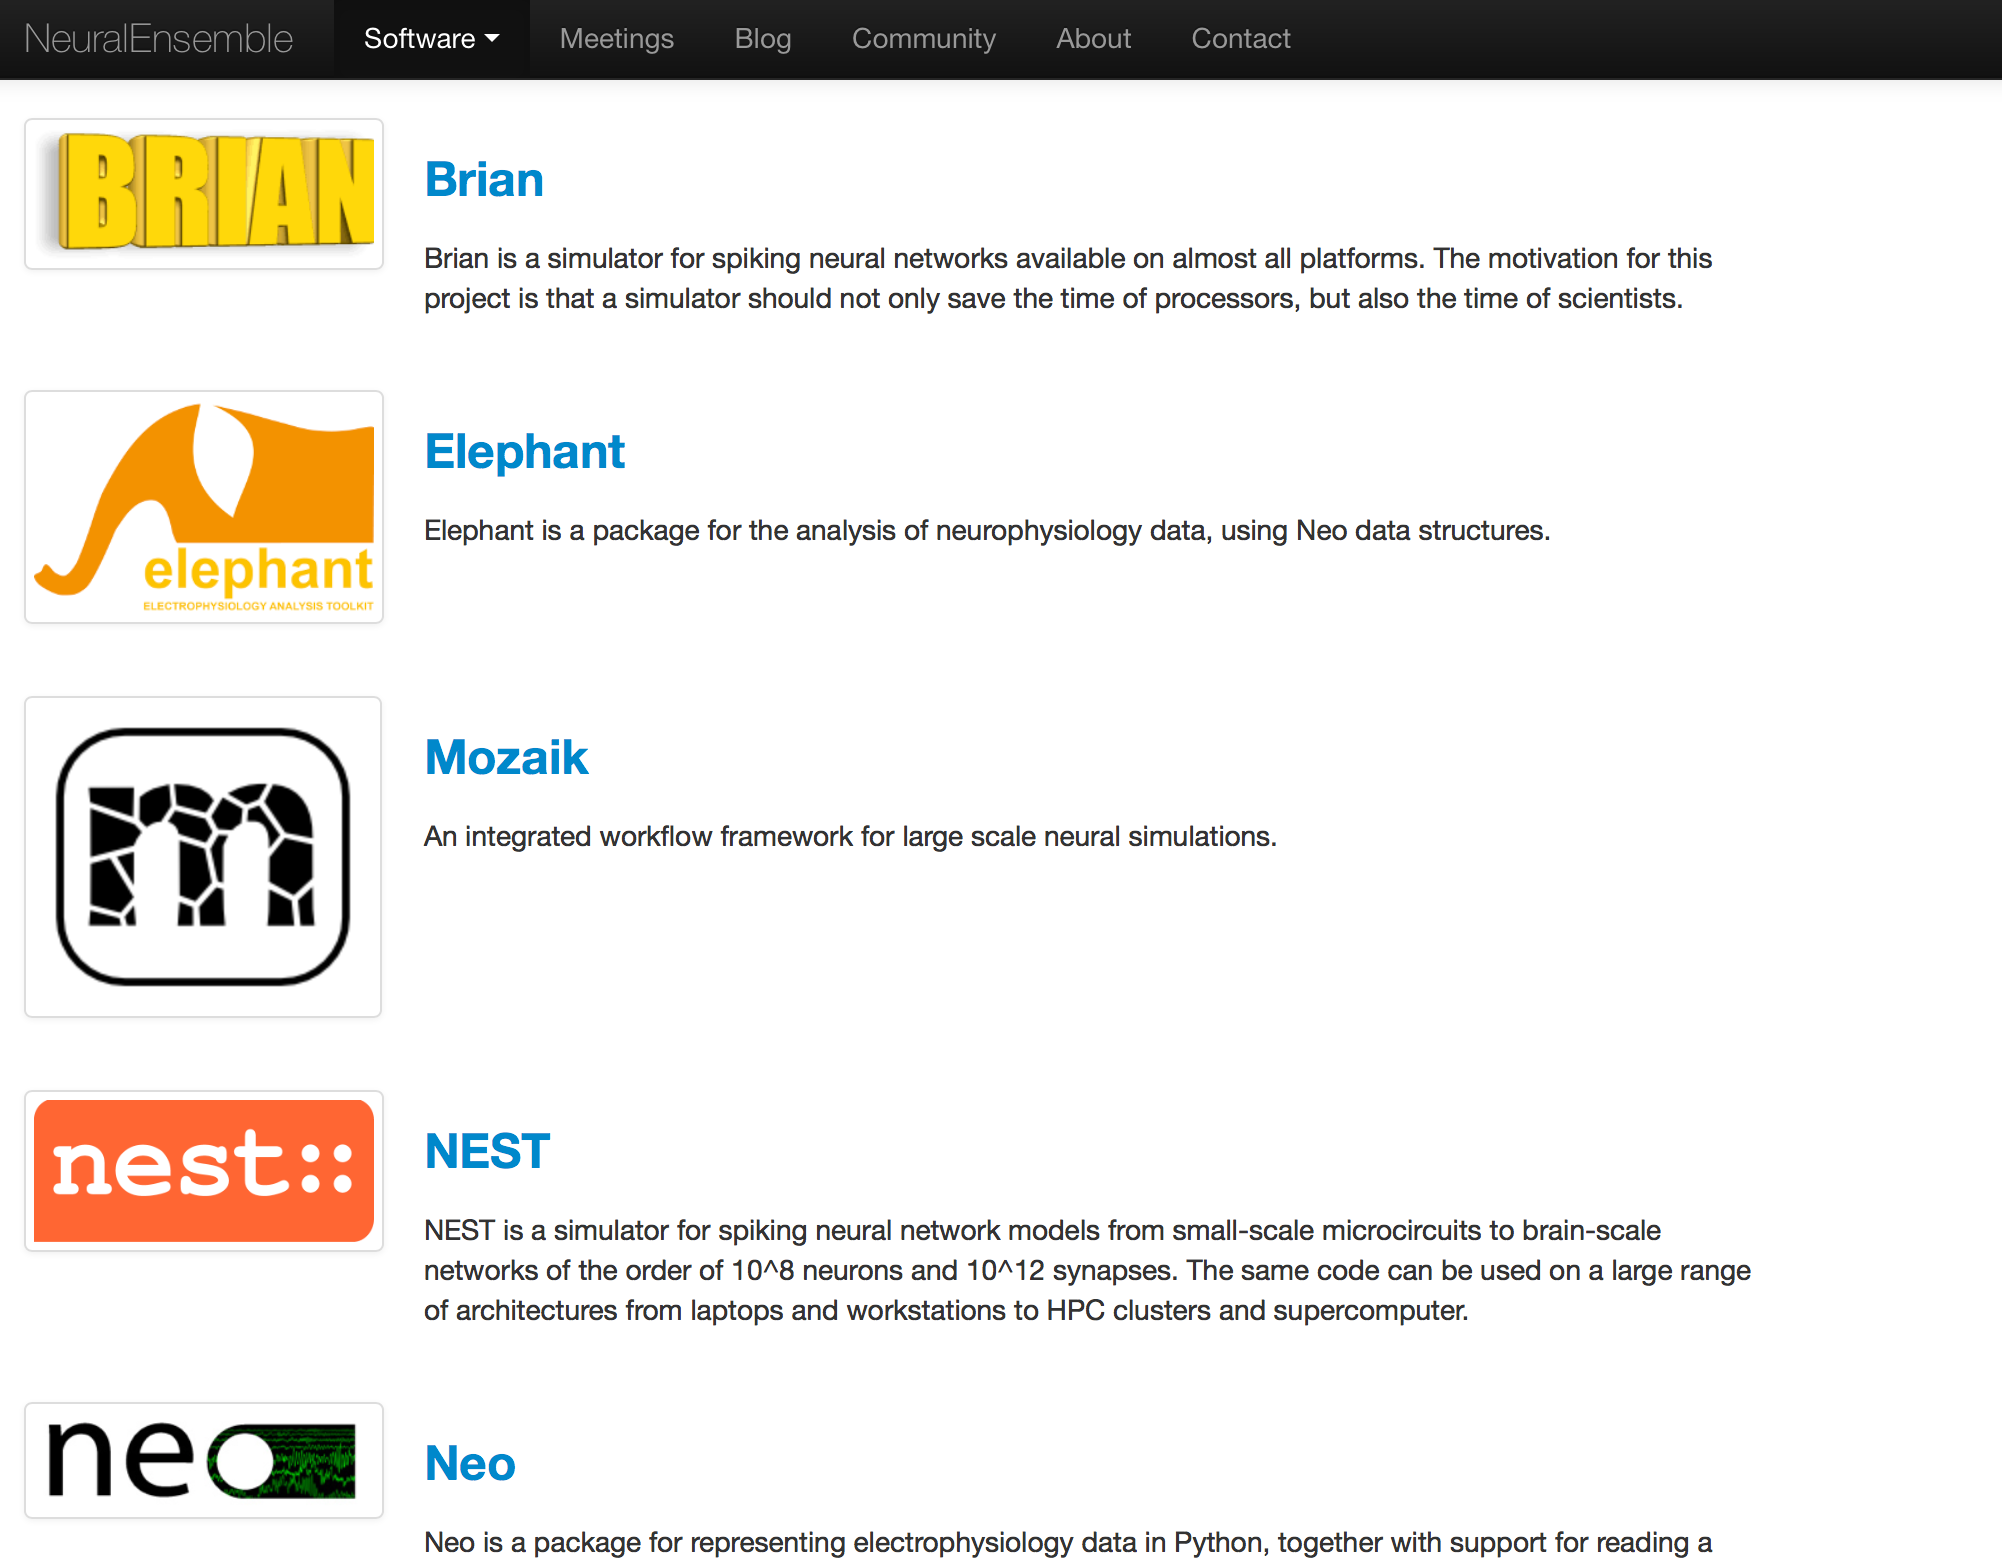 NeuralEnsemble Software Meetings Blog Community About Contact
BRIAN
Brian
Brian is a simulator for spiking neural networks available on almost all platforms. The motivation for this
project is that a simulator should not only save the time of processors, but also the time of scientists.
elephant
ELECTROPHYSIOLOGY ANALYSIS TOOLKIT
Elephant
Elephant is a package for the analysis of neurophysiology data, using Neo data structures.
m
Mozaik
An integrated workflow framework for large scale neural simulations.
nest::
NEST
NEST is a simulator for spiking neural network models from small-scale microcircuits to brain-scale
networks of the order of 10^8 neurons and 10^12 synapses. The same code can be used on a large range
of architectures from laptops and workstations to HPC clusters and supercomputer.
neo
Neo
Neo is a package for representing electrophysiology data in Python, together with support for reading a